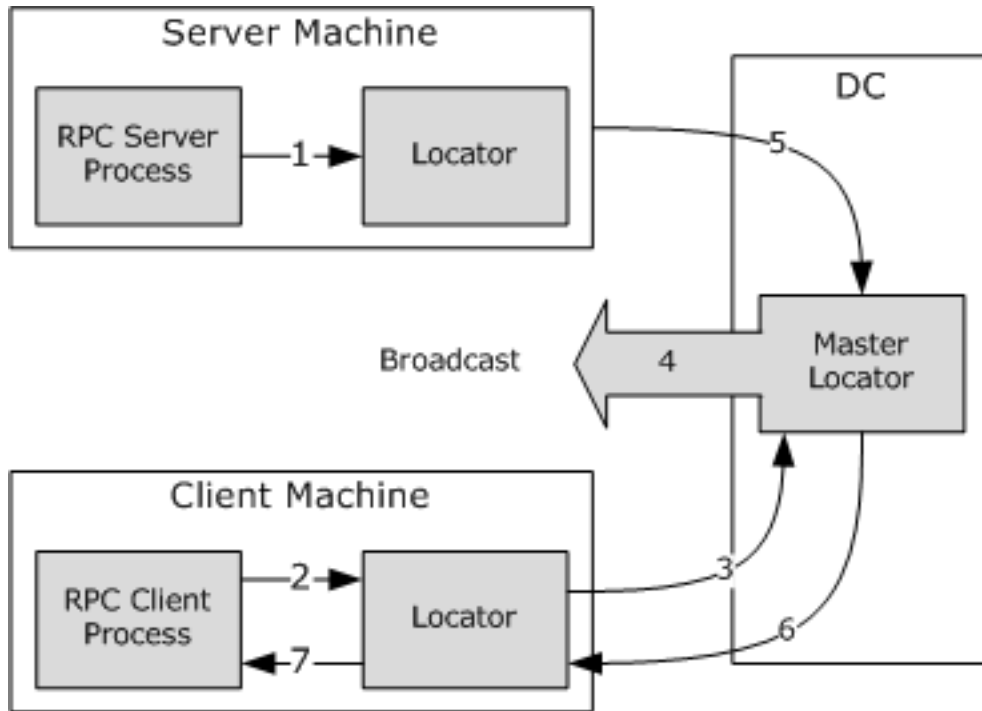 Server Machine
RPC Server
Process
1
Locator
DC
5
Broadcast
4
Master
Locator
Client Machine
RPC Client
Process
2
7
Locator
3
6